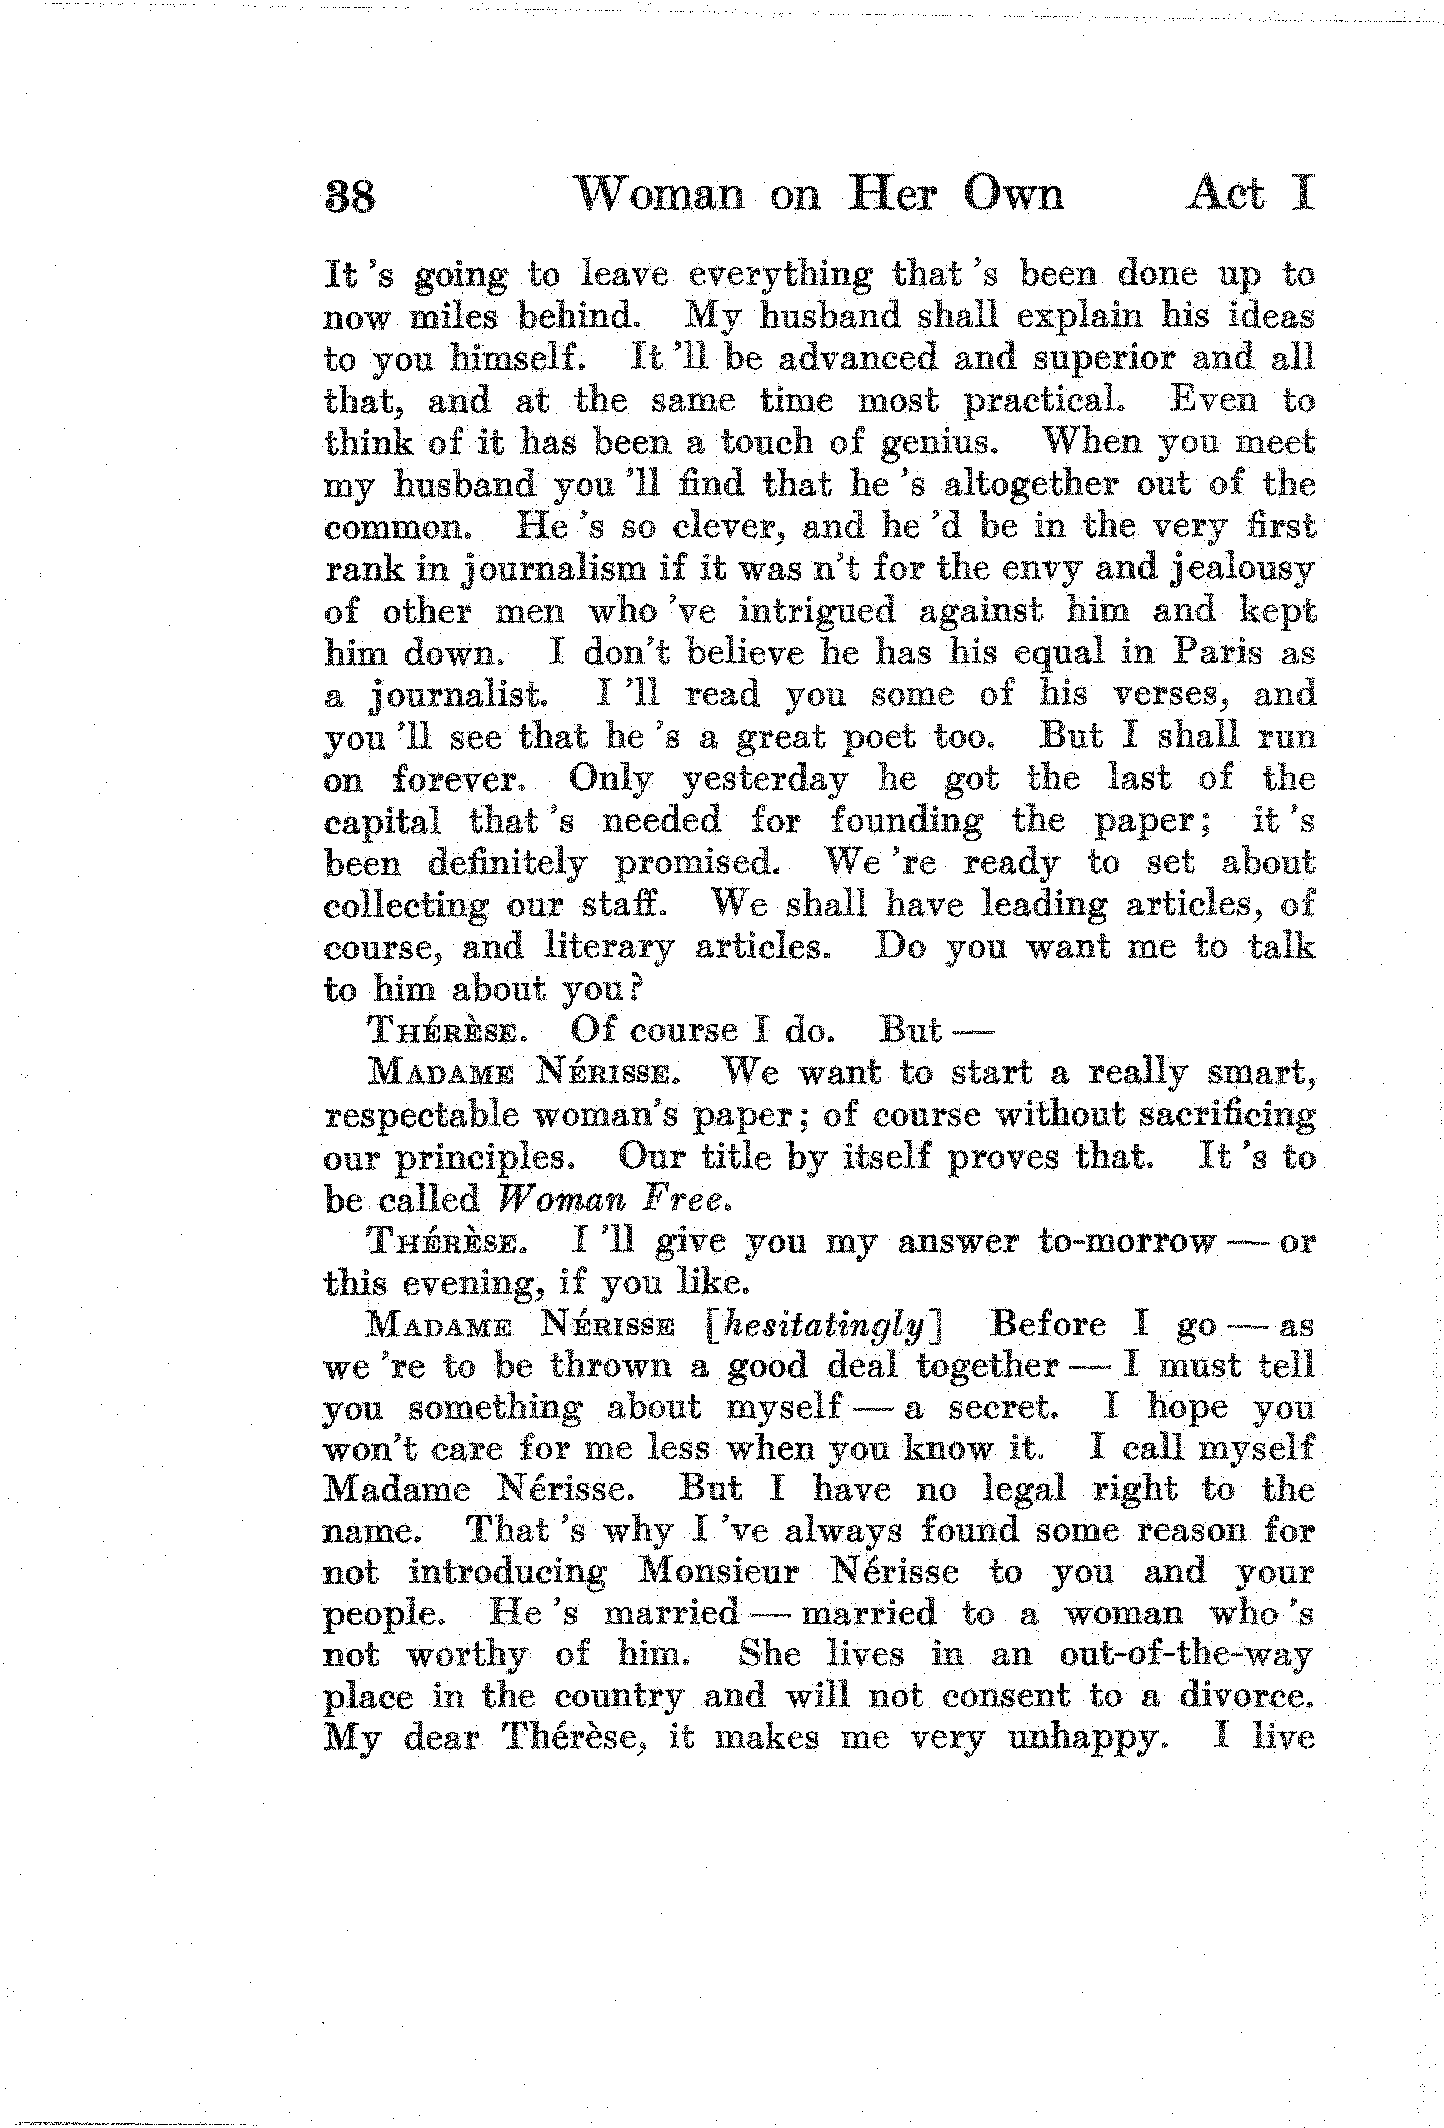 38 Woman on Her Own Act I
It 's going to leave everything that 's been done up to
now miles behind. My husband shall explain his ideas
to you himself. It 'll be advanced and superior and all
that, and at the same time most practical. Even to
think of it has been a touch of genius. When you meet
my husband you 'll find that he 's altogether out of the
common. He 's so clever, and he 'd be in the very first
rank in journalism if it was n't for the envy and jealousy
of other men who 've intrigued against him and kept
him down. I don't believe he has his equal in Paris as
a journalist. I 'll read you some of his verses, and
you 'll see that he 's a great poet too. But I shall run
on forever. Only yesterday he got the last of the
capital that 's needed for founding the paper; it 's
been definitely promised. We 're ready to set about
collecting our staff. We shall have leading articles, of
course, and literary articles. Do you want me to talk
to him about you?
THÉRÈSE. Of course I do. But —
MADAME NÉRISSE. We want to start a really smart,
respectable woman's paper; of course without sacrificing
our principles. Our title by itself proves that. It 's to
be called Woman Free.
THÉRÈSE. I 'll give you my answer to-morrow — or
this evening, if you like.
MADAME NÉRISSE [hesitatingly] Before I go — as
we 're to be thrown a good deal together — I must tell
you something about myself — a secret. I hope you
won't care for me less when you know it. I call myself
Madame Nérisse. But I have no legal right to the
name. That 's why I 've always found some reason for
not introducing Monsieur Nérisse to you and your
people. He 's married — married to a woman who 's
not worthy of him. She lives in an out-of-the-way
place in the country and will not consent to a divorce.
My dear Thérèse, it makes me very unhappy. I live